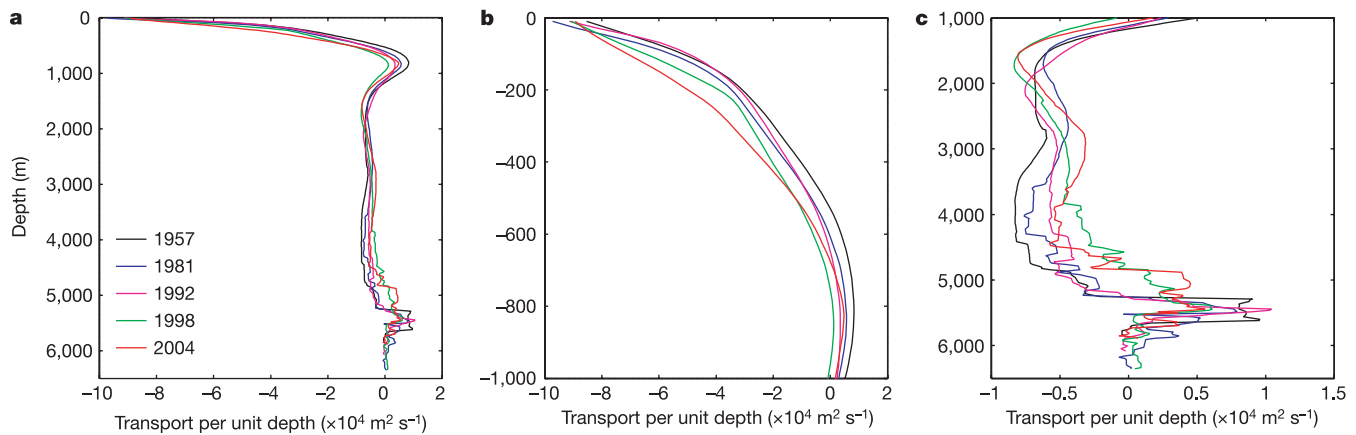 a
0
1,000
2,000
3,000
4,000
5,000
6,000
Depth (m)
1957
1981
1992
1998
2004
−10 −8 −6 −4 −2 0 2
Transport per unit depth (×10⁴ m² s⁻¹)
b
0
−200
−400
−600
−800
−1,000
−10 −8 −6 −4 −2 0 2
Transport per unit depth (×10⁴ m² s⁻¹)
c
1,000
2,000
3,000
4,000
5,000
6,000
−1 −0.5 0 0.5 1 1.5
Transport per unit depth (×10⁴ m² s⁻¹)